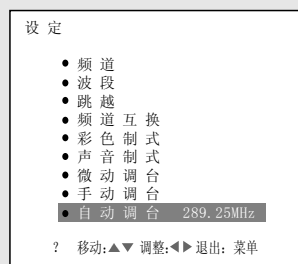 设定
● 频道
● 波段
● 跳越
● 频道互换
● 彩色制式
● 声音制式
● 微动调台
● 手动调台
● 自动调台 289.25MHz
? 移动:▲▼ 调整:◀▶ 退出: 菜单